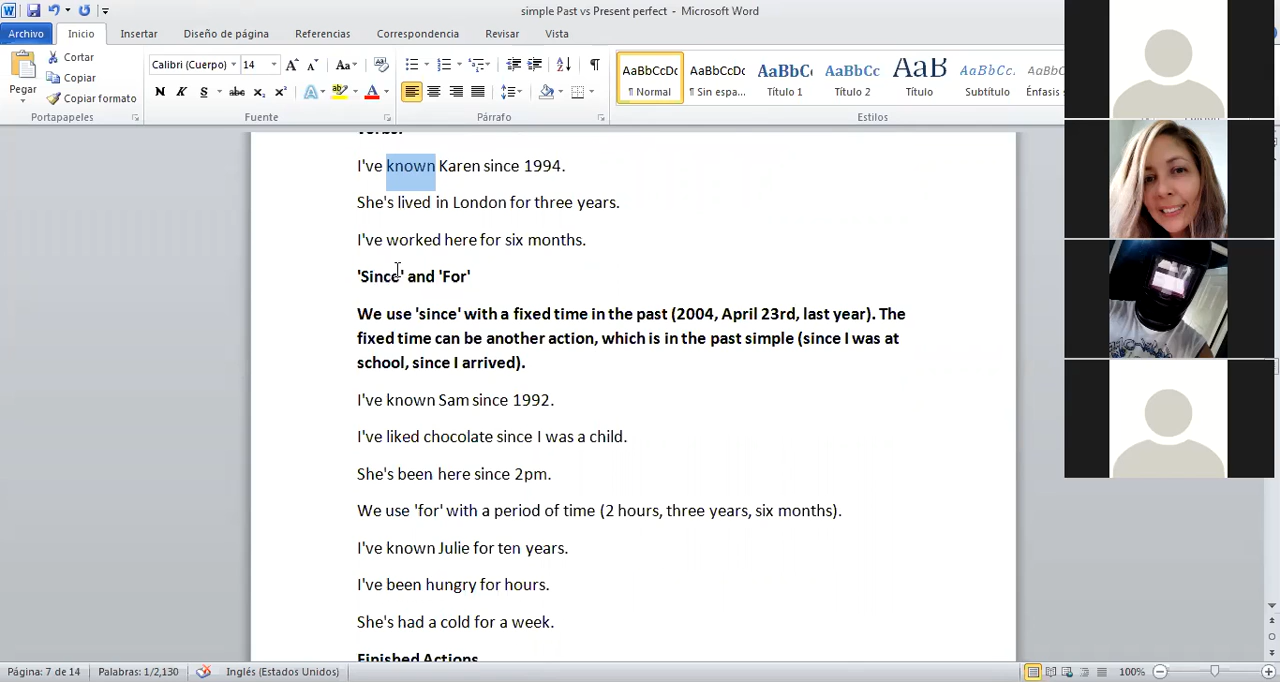 simple Past vs Present perfect - Microsoft Word
Archivo Inicio Insertar Diseño de página Referencias Correspondencia Revisar Vista
Cortar
Copiar
Copiar formato
Pegar
Portapapeles
Calibri (Cuerpo) 14
Fuente
Párrafo
AaBbCcDc AaBbCcDc AaBbC AaBbCc AaB AaBbCc AaBbCc
¶ Normal ¶ Sin espa... Título 1 Título 2 Título Subtítulo Énfasis
Estilos
I've known Karen since 1994.
She's lived in London for three years.
I've worked here for six months.
'Since' and 'For'
We use 'since' with a fixed time in the past (2004, April 23rd, last year). The
fixed time can be another action, which is in the past simple (since I was at
school, since I arrived).
I've known Sam since 1992.
I've liked chocolate since I was a child.
She's been here since 2pm.
We use 'for' with a period of time (2 hours, three years, six months).
I've known Julie for ten years.
I've been hungry for hours.
She's had a cold for a week.
Finished Actions
Página: 7 de 14 Palabras: 1/2,130 Inglés (Estados Unidos) 100%